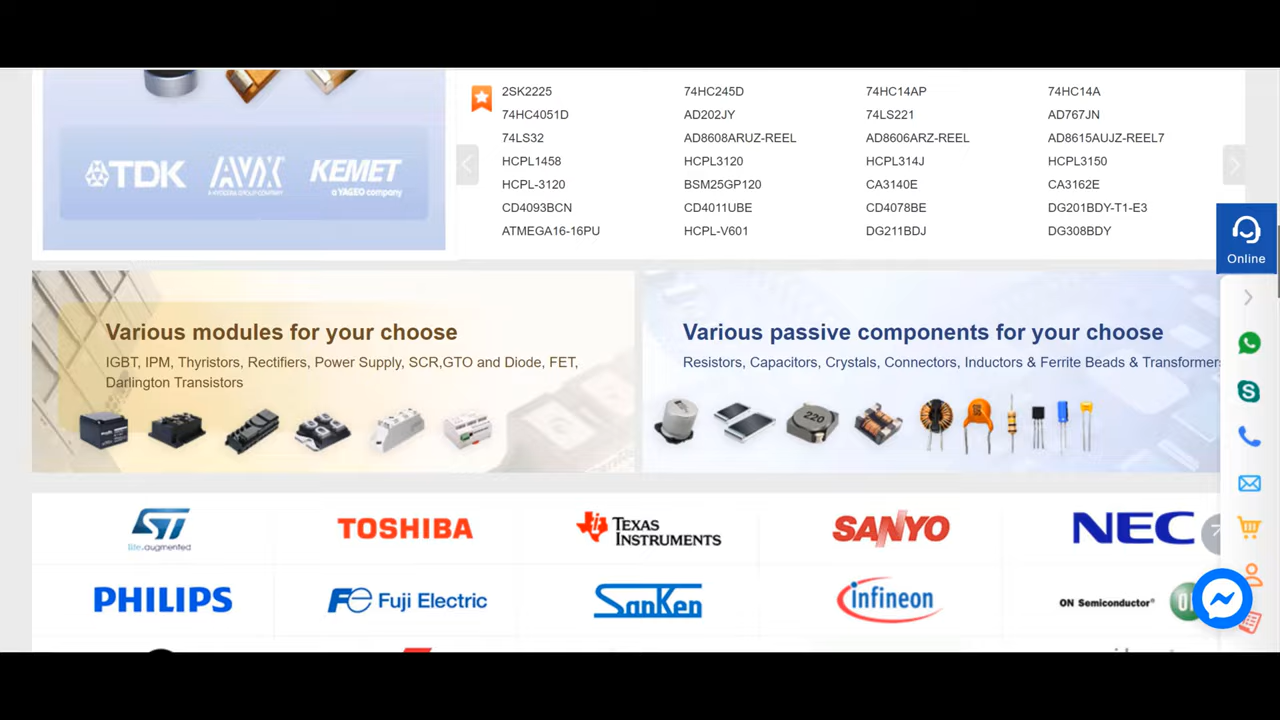 2SK2225 74HC245D 74HC14AP 74HC14A
74HC4051D AD202JY 74LS221 AD767JN
74LS32 AD8608ARUZ-REEL AD8606ARZ-REEL AD8615AUJZ-REEL7
HCPL1458 HCPL3120 HCPL314J HCPL3150
HCPL-3120 BSM25GP120 CA3140E CA3162E
CD4093BCN CD4011UBE CD4078BE DG201BDY-T1-E3
ATMEGA16-16PU HCPL-V601 DG211BDJ DG308BDY
TDK AVX KEMET
A KYOCERA GROUP COMPANY a YAGEO company
Online
Various modules for your choose
IGBT, IPM, Thyristors, Rectifiers, Power Supply, SCR,GTO and Diode, FET,
Darlington Transistors
Various passive components for your choose
Resistors, Capacitors, Crystals, Connectors, Inductors & Ferrite Beads & Transformers
220
ST life.augmented TOSHIBA TEXAS INSTRUMENTS SANYO NEC
PHILIPS Fe Fuji Electric SanKen infineon ON Semiconductor®